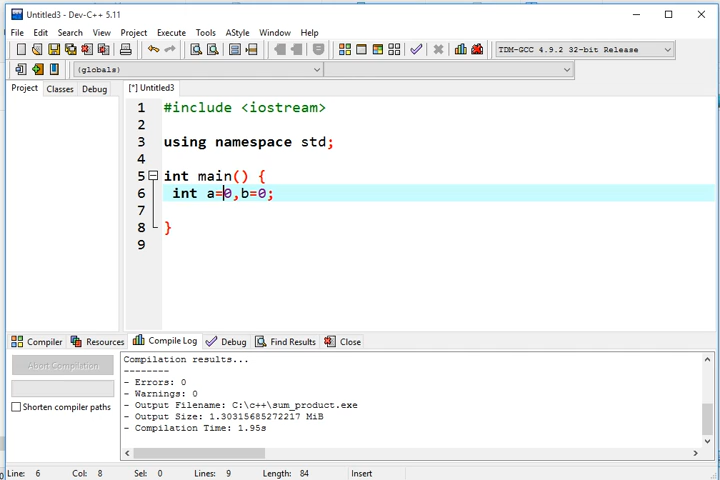 Untitled3 - Dev-C++ 5.11
File Edit Search View Project Execute Tools AStyle Window Help
TDM-GCC 4.9.2 32-bit Release
(globals)
Project Classes Debug [*] Untitled3
1 #include <iostream>
2
3 using namespace std;
4
5 int main() {
6 int a=0,b=0;
7
8 }
9
Compiler Resources Compile Log Debug Find Results Close
Abort Compilation
Shorten compiler paths
Compilation results...
--------
- Errors: 0
- Warnings: 0
- Output Filename: C:\c++\sum_product.exe
- Output Size: 1.30315685272217 MiB
- Compilation Time: 1.95s
Line: 6 Col: 8 Sel: 0 Lines: 9 Length: 84 Insert